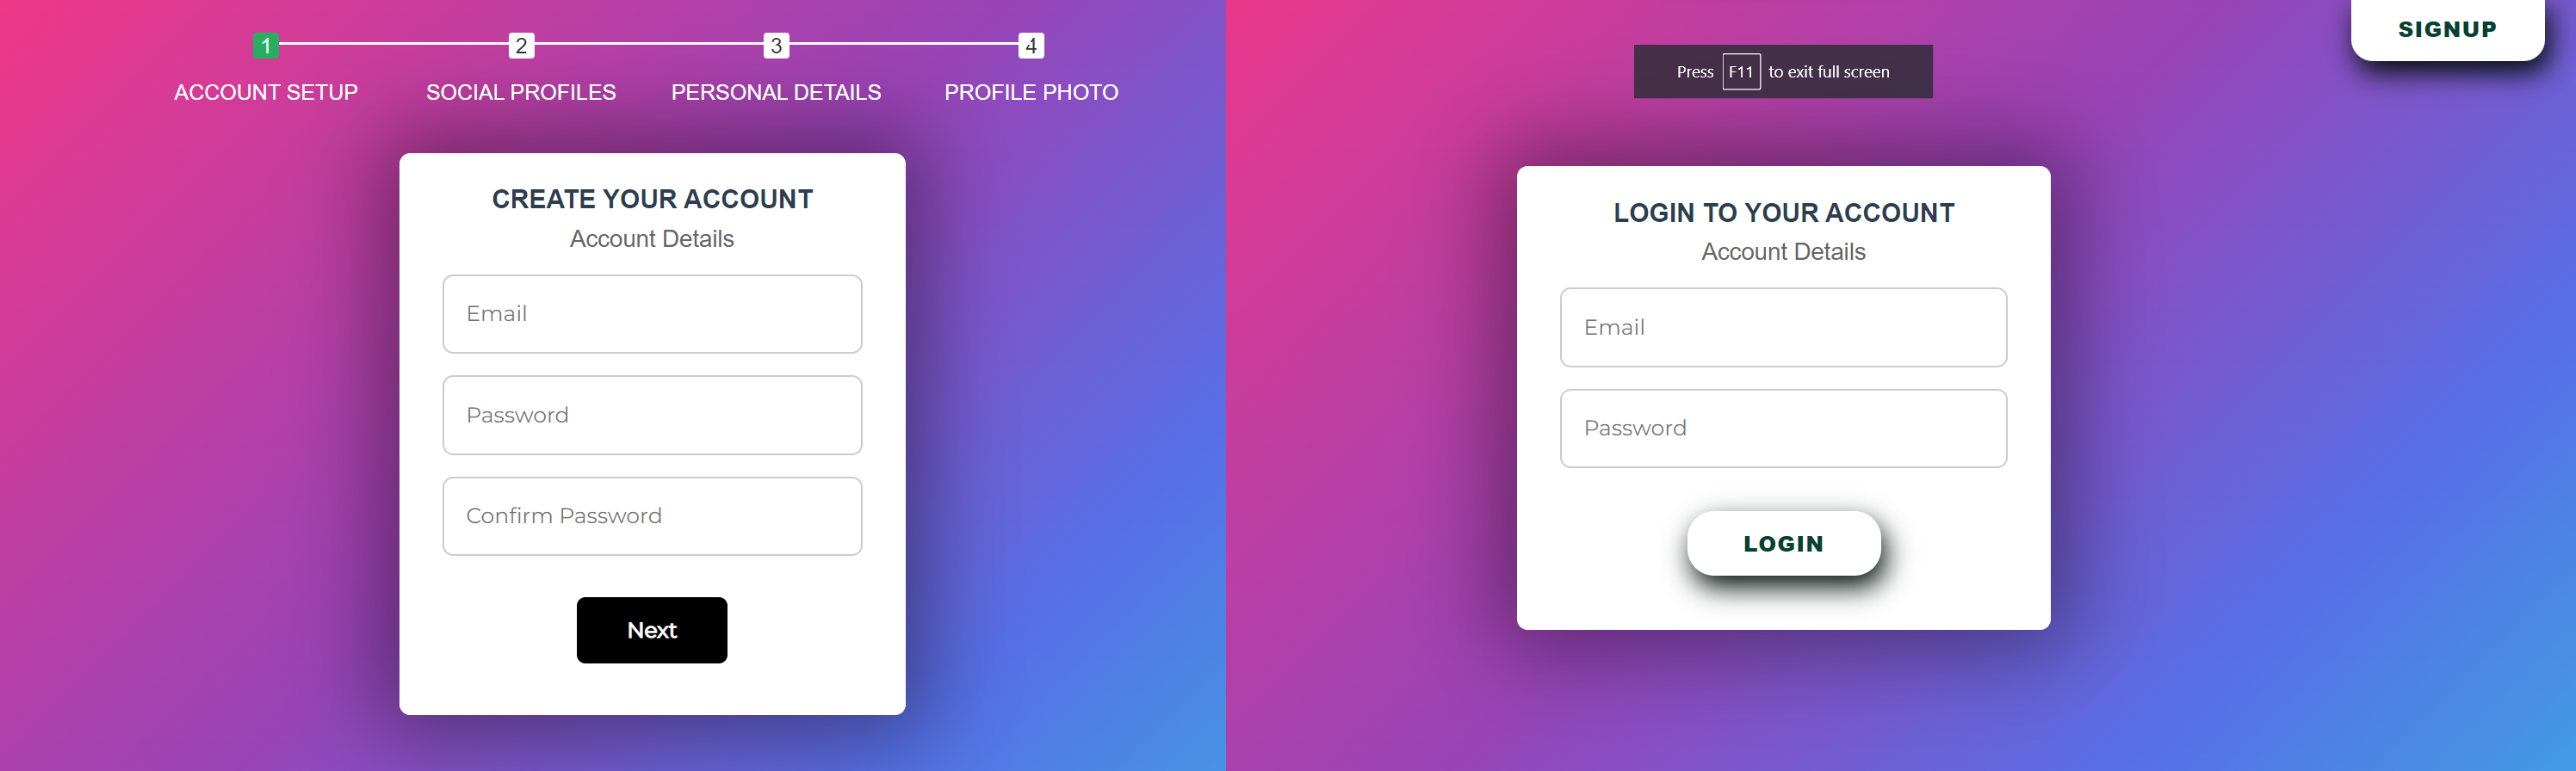 1 2 3 4
ACCOUNT SETUP SOCIAL PROFILES PERSONAL DETAILS PROFILE PHOTO
CREATE YOUR ACCOUNT
Account Details
Email
Password
Confirm Password
Next
SIGNUP
Press F11 to exit full screen
LOGIN TO YOUR ACCOUNT
Account Details
Email
Password
LOGIN